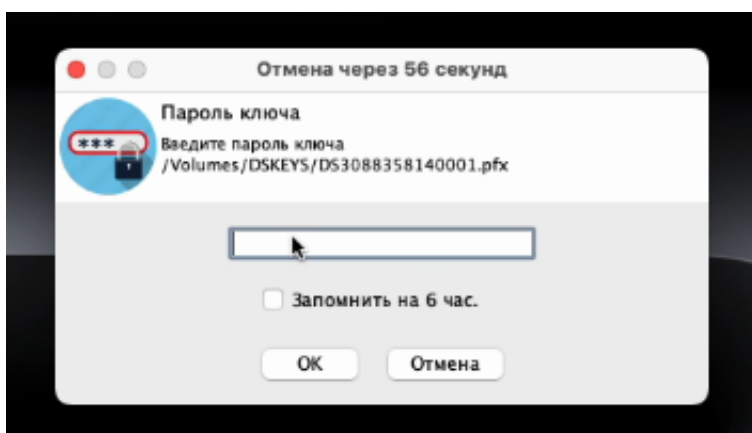 Отмена через 56 секунд
Пароль ключа
***
Введите пароль ключа
/Volumes/DSKEYS/DS3088358140001.pfx
Запомнить на 6 час.
OK
Отмена